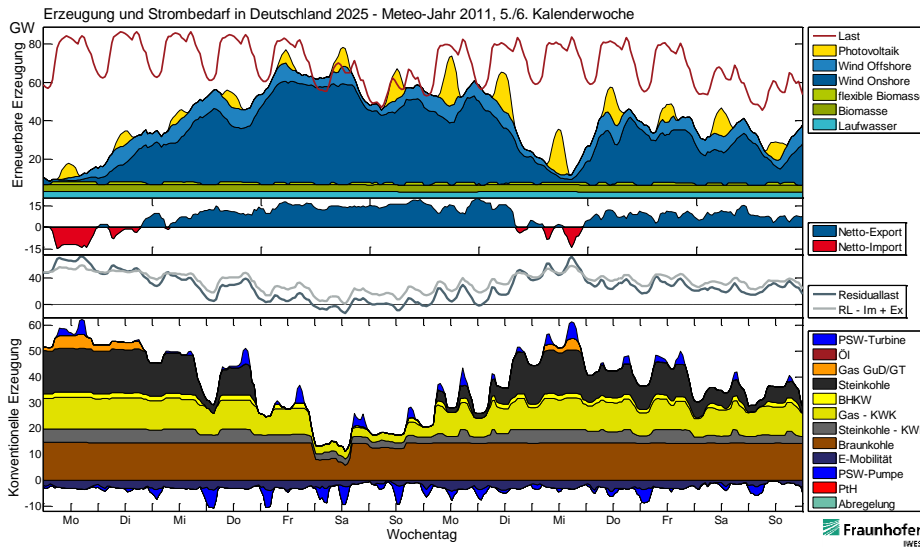 Erzeugung und Strombedarf in Deutschland 2025 - Meteo-Jahr 2011, 5./6. Kalenderwoche
GW
Erneuerbare Erzeugung
80
60
40
20
Last
Photovoltaik
Wind Offshore
Wind Onshore
flexible Biomasse
Biomasse
Laufwasser
15
-15
Netto-Export
Netto-Import
40
0
Residuallast
RL - Im + Ex
Konventionelle Erzeugung
60
50
40
30
20
10
0
-10
PSW-Turbine
Öl
Gas GuD/GT
Steinkohle
BHKW
Gas - KWK
Steinkohle - KW
Braunkohle
E-Mobilität
PSW-Pumpe
PtH
Abregelung
Mo Di Mi Do Fr Sa So Mo Di Mi Do Fr Sa So
Wochentag
Fraunhofer
IWES